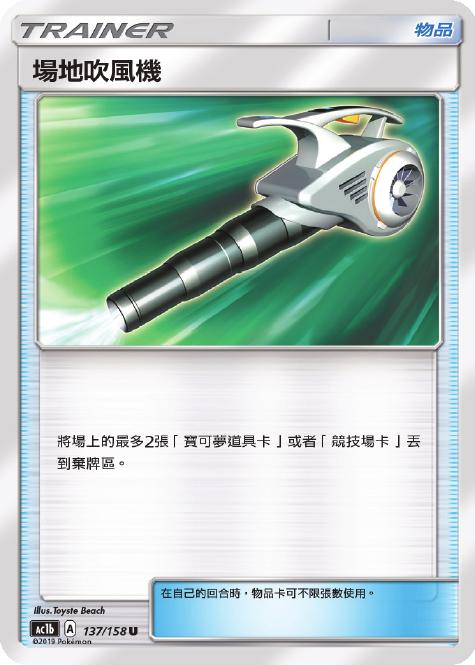 TRAINER
物品
場地吹風機
將場上的最多2張「寶可夢道具卡」或者「競技場卡」丟
到棄牌區。
在自己的回合時，物品卡可不限張數使用。
Illus.Toyste Beach
AC1b A 137/158 U
©2019 Pokémon